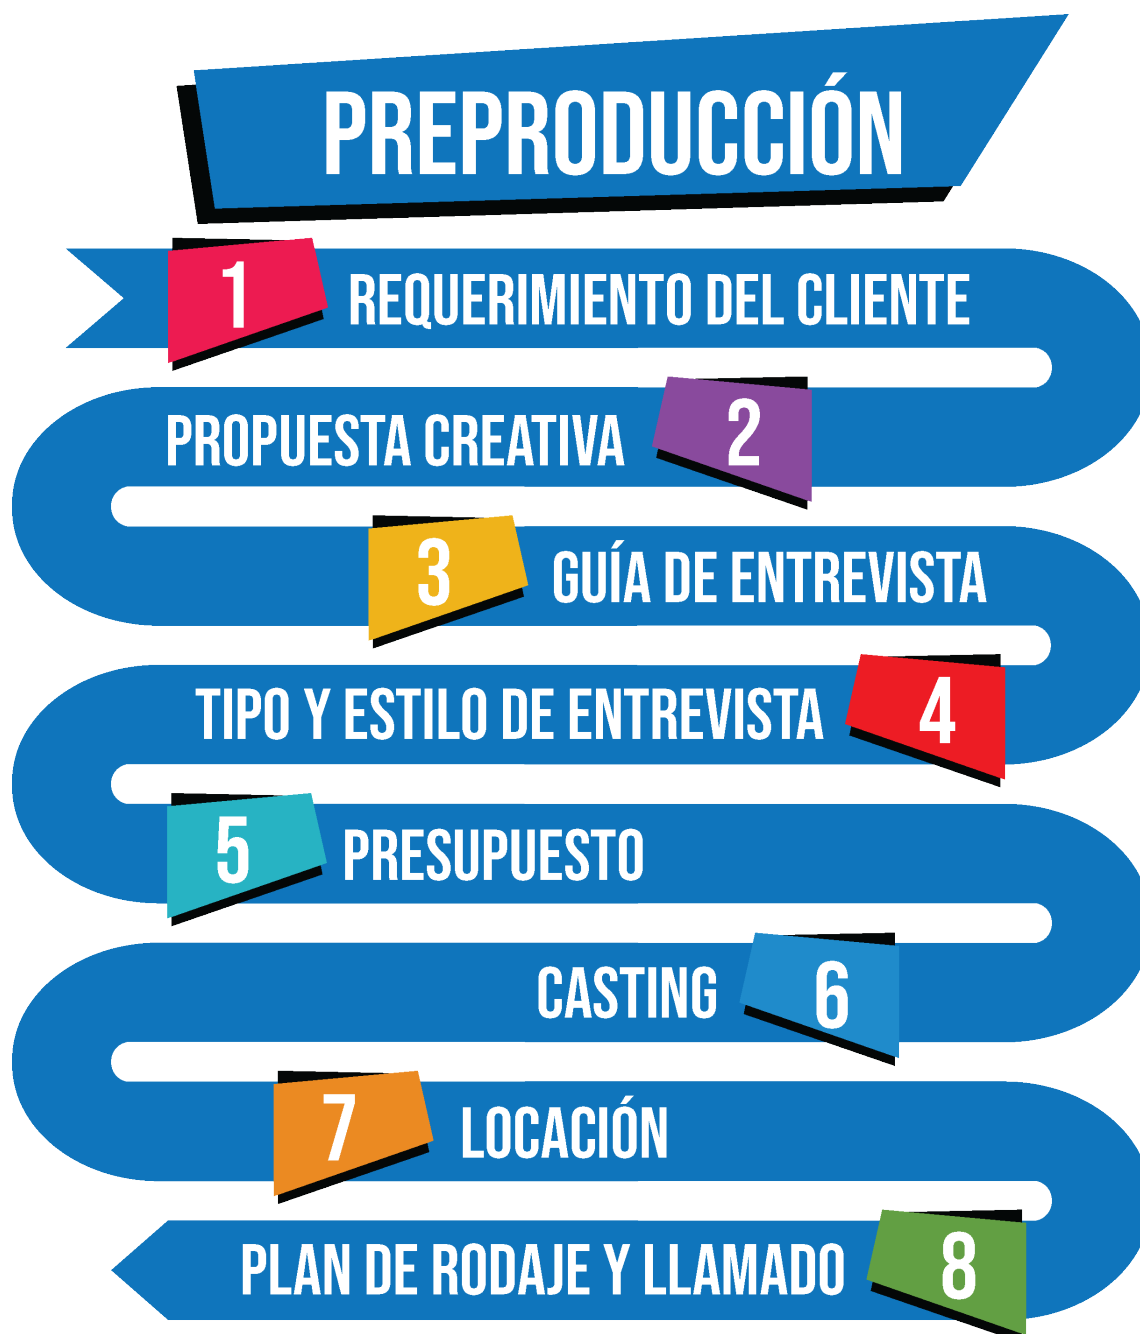 PREPRODUCCIÓN
1 REQUERIMIENTO DEL CLIENTE
PROPUESTA CREATIVA 2
3 GUÍA DE ENTREVISTA
TIPO Y ESTILO DE ENTREVISTA 4
5 PRESUPUESTO
CASTING 6
7 LOCACIÓN
PLAN DE RODAJE Y LLAMADO 8